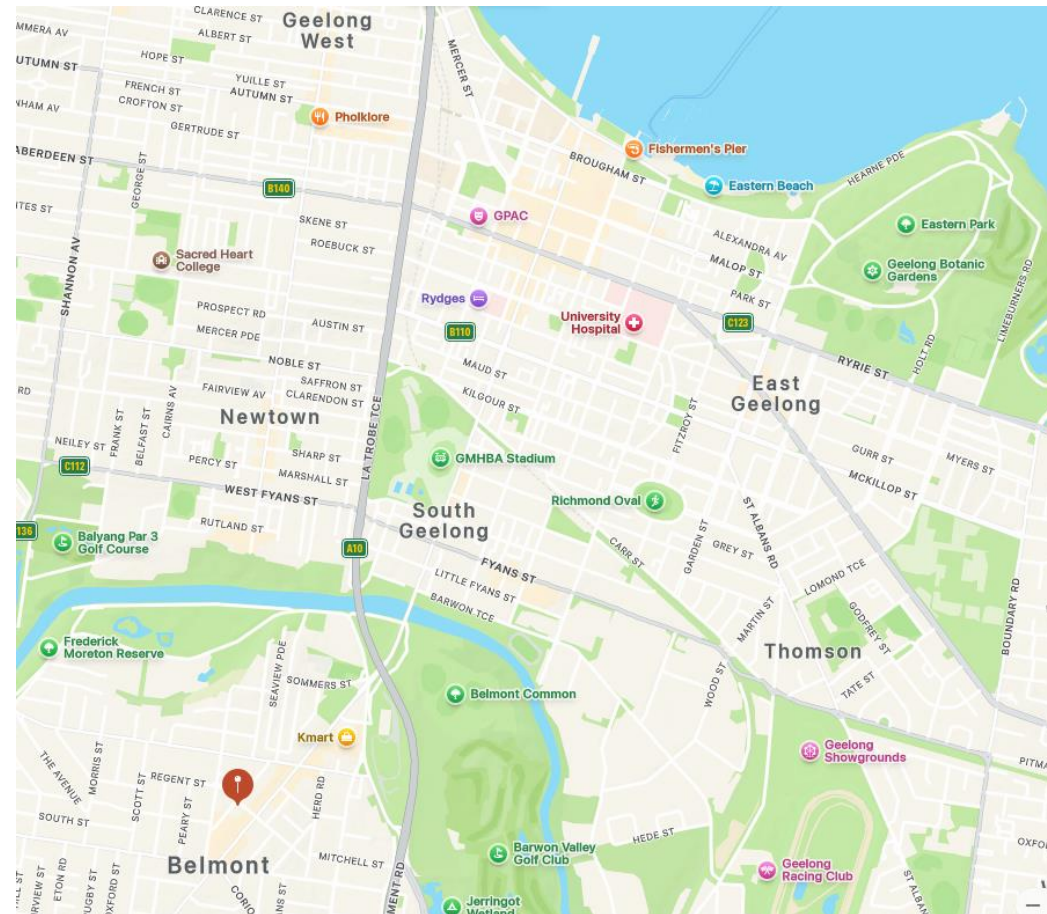 CLARENCE ST
Geelong
West
MMERA AV
ALBERT ST
HOPE ST
MERCER ST
UTUMN ST
YUILLE ST
FRENCH ST
AUTUMN ST
NHAM AV
CROFTON ST
Pholklore
GERTRUDE ST
Fishermen's Pier
ABERDEEN ST
BROUGHAM ST
HEARNE PDE
GEORGE ST
B140
Eastern Beach
ITES ST
SKENE ST
GPAC
Eastern Park
ROEBUCK ST
ALEXANDRA AV
Sacred Heart
College
MALOP ST
Geelong Botanic
Gardens
SHANNON AV
LIMEBURNERS RD
PROSPECT RD
Rydges
PARK ST
MERCER PDE
AUSTIN ST
University
Hospital
B110
C123
NOBLE ST
MAUD ST
RYRIE ST
HOLT RD
SAFFRON ST
RD
FAIRVIEW AV
CLARENDON ST
KILGOUR ST
East
Geelong
CAIRNS AV
Newtown
LA TROBE TCE
FRANK ST
BELFAST ST
FITZROY ST
NEILEY ST
SHARP ST
GURR ST
MYERS ST
C112
PERCY ST
MARSHALL ST
GMHBA Stadium
MCKILLOP ST
WEST FYANS ST
Richmond Oval
South
Geelong
ST ALBANS RD
136
RUTLAND ST
Balyang Par 3
Golf Course
A10
CARR ST
GARDEN ST
GREY ST
FYANS ST
LITTLE FYANS ST
LOMOND TCE
BARWON TCE
MARTIN ST
GODFREY ST
BOUNDARY RD
Frederick
Moreton Reserve
Thomson
SEAVIEW PDE
SOMMERS ST
Belmont Common
WOOD ST
TATE ST
Kmart
Geelong
Showgrounds
THE AVENUE
MORRIS ST
REGENT ST
PITMA
SCOTT ST
PEARY ST
HERD RD
SOUTH ST
HEDE ST
OXFO
Belmont
MITCHELL ST
Barwon Valley
Golf Club
Geelong
Racing Club
ETON RD
RVIEW ST
UGBY ST
OXFORD ST
CORIO
ANS ST
MENT RD
ST ALBAN
Jerringot
Wetland